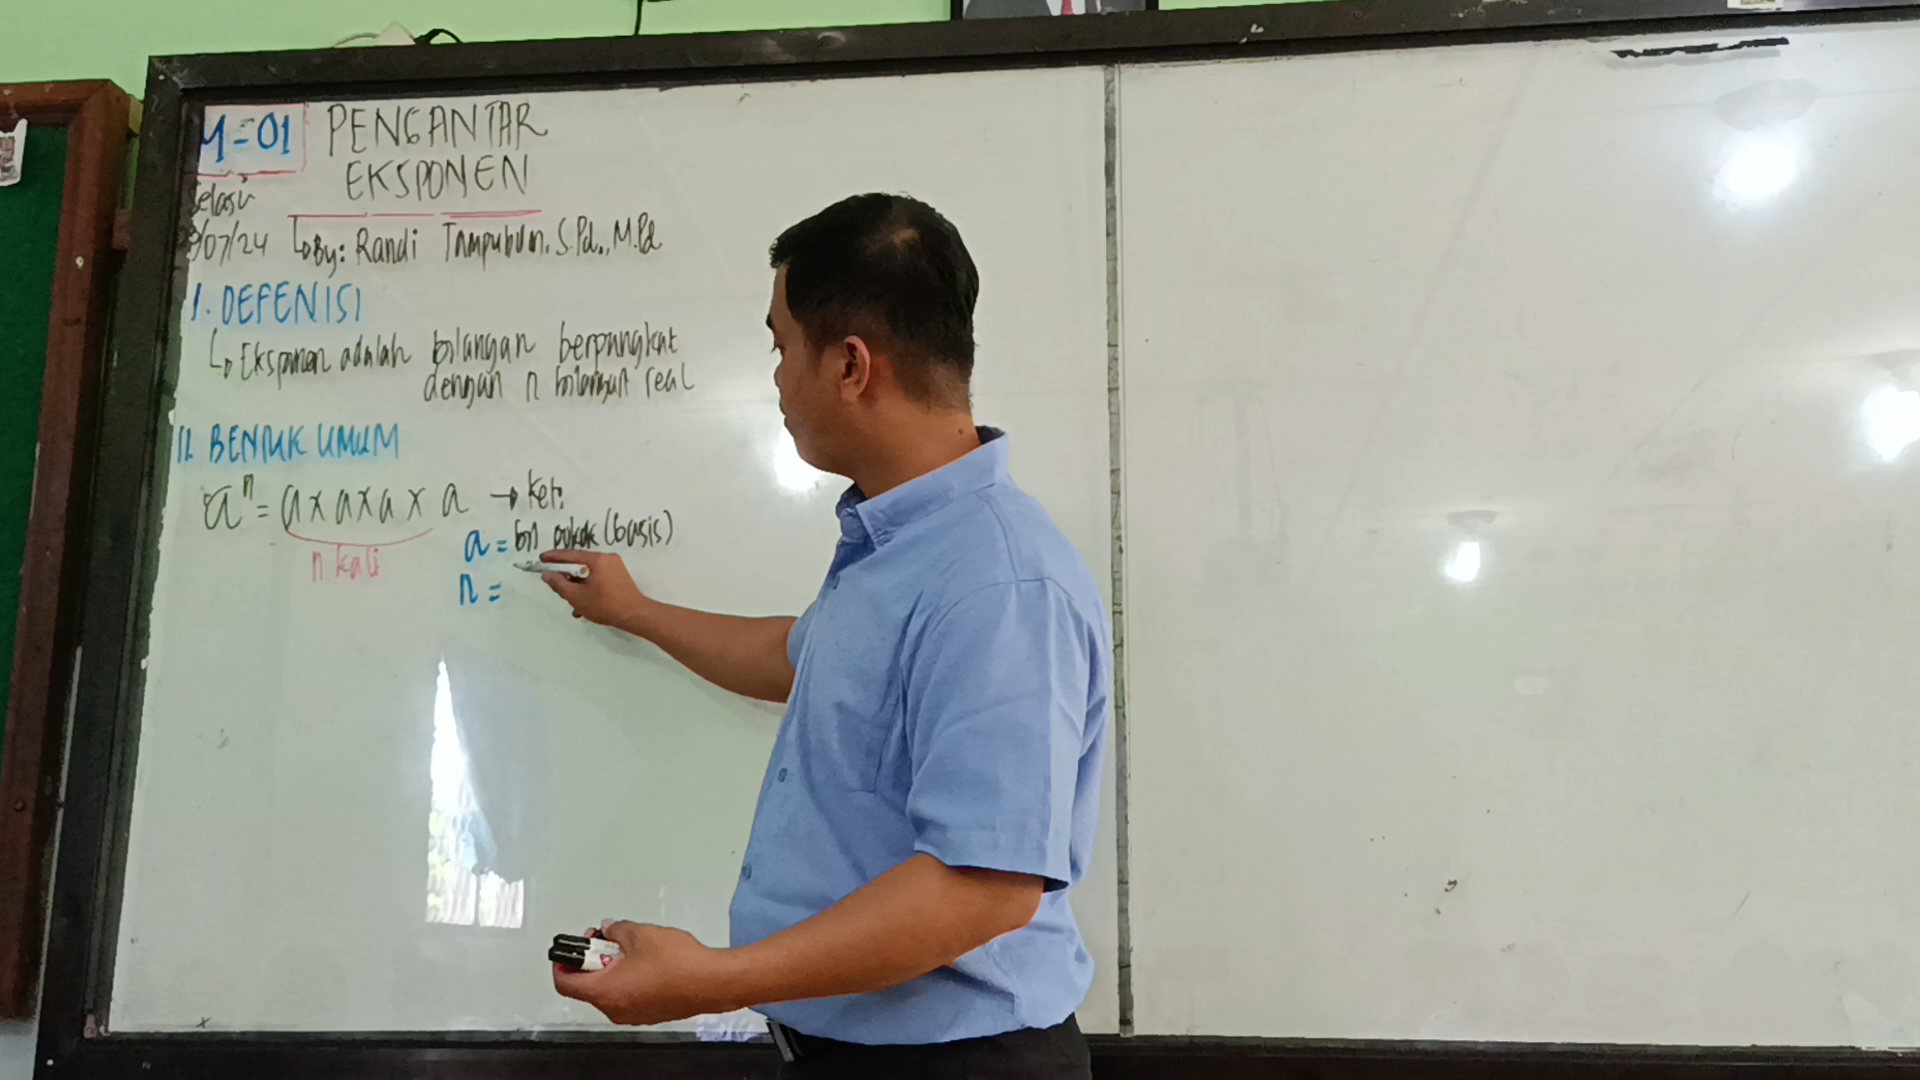 M-01 PENGANTAR
EKSPONEN
Selasa
/07/24 By: Randi Tampubolon, S.Pd., M.Pd
I. DEFENISI
Eksponen adalah bilangan berpangkat
dengan n bilangan real
II. BENTUK UMUM
aⁿ = a x a x a x a → ket:
n kali
a = bil pokok (basis)
n =